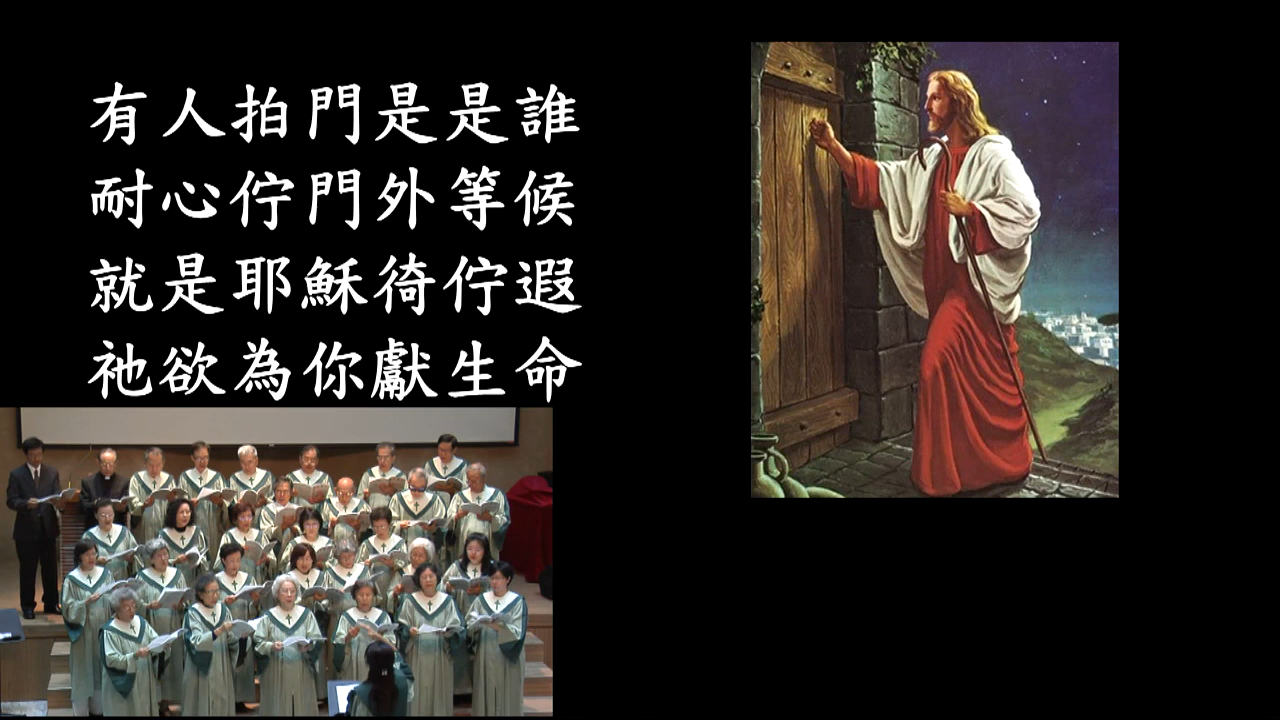 有人拍門是是誰
耐心佇門外等候
就是耶穌徛佇遐
祂欲為你獻生命